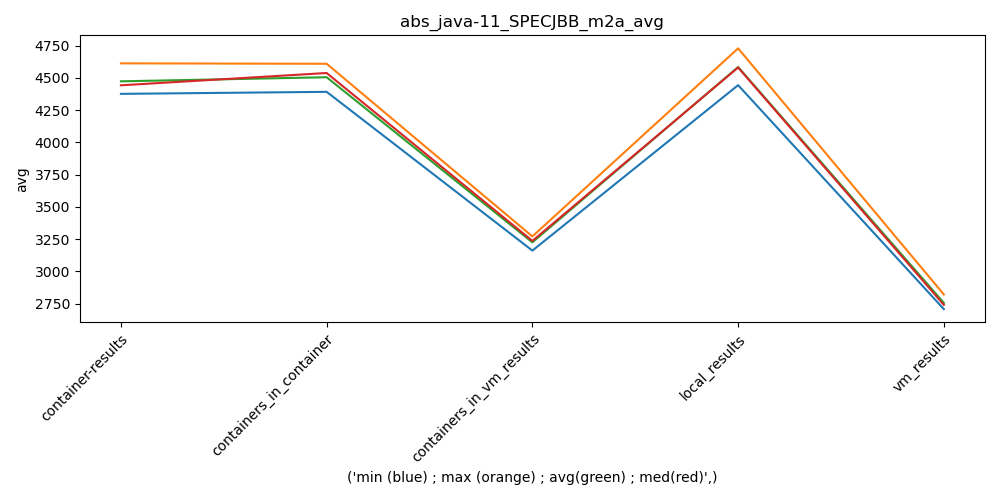 abs_java-11_SPECJBB_m2a_avg
4750
4500
4250
4000
3750
3500
3250
3000
2750
avg
container-results
containers_in_container
containers_in_vm_results
local_results
vm_results
('min (blue) ; max (orange) ; avg(green) ; med(red)',)